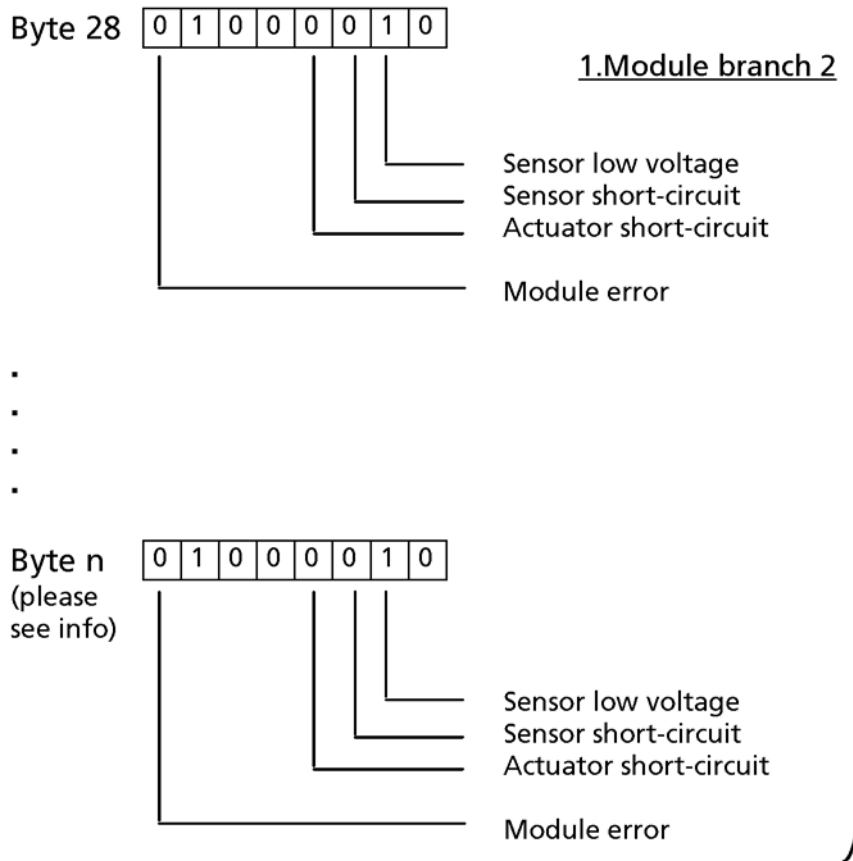 Byte 28 0 1 0 0 0 0 1 0
1.Module branch 2
Sensor low voltage
Sensor short-circuit
Actuator short-circuit
Module error
.
.
.
.
Byte n 0 1 0 0 0 0 1 0
(please
see info)
Sensor low voltage
Sensor short-circuit
Actuator short-circuit
Module error